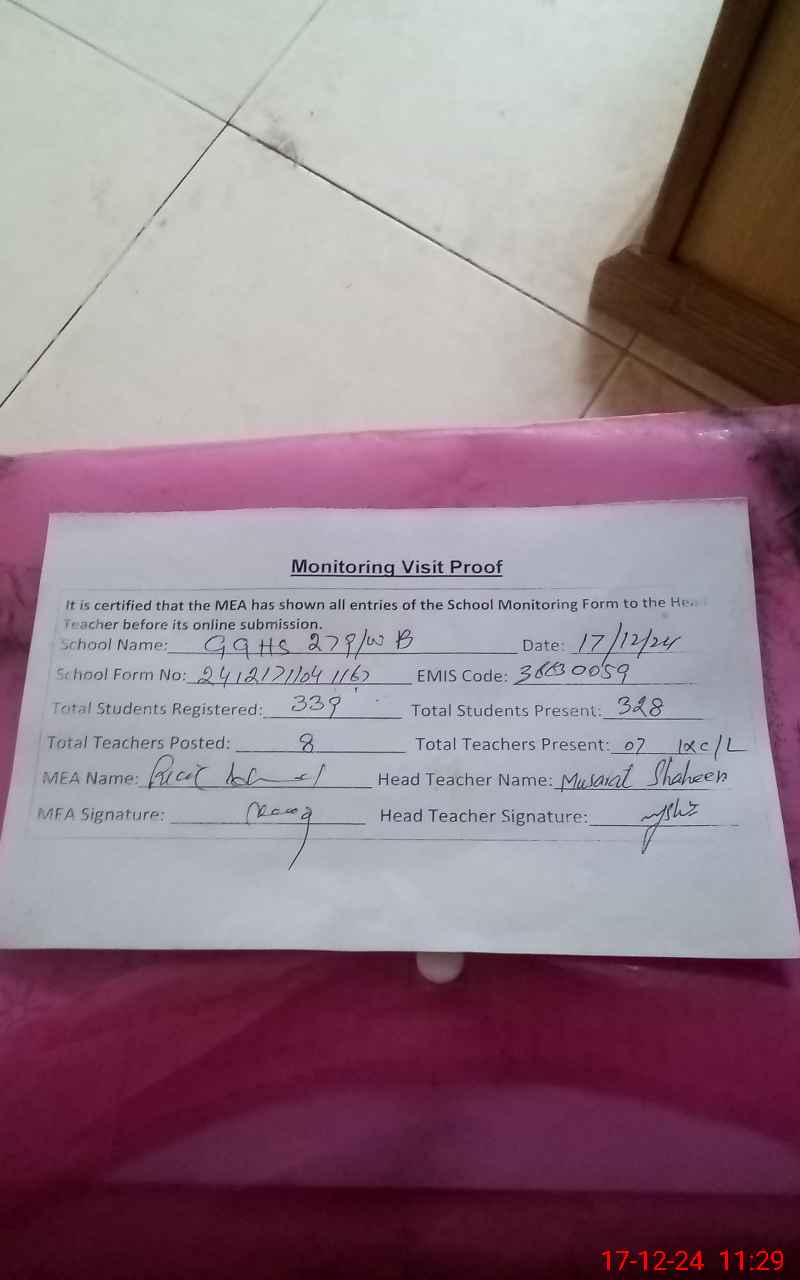 Monitoring Visit Proof
It is certified that the MEA has shown all entries of the School Monitoring Form to the Head
Teacher before its online submission.
School Name: GGHS 279/W B Date: 17/12/24
School Form No: EMIS Code:
Total Students Registered: 339 Total Students Present: 328
Total Teachers Posted: 8 Total Teachers Present: 07 1xc/L
MEA Name: Head Teacher Name: Musarat Shaheen
MEA Signature: Head Teacher Signature:
17-12-24 11:29